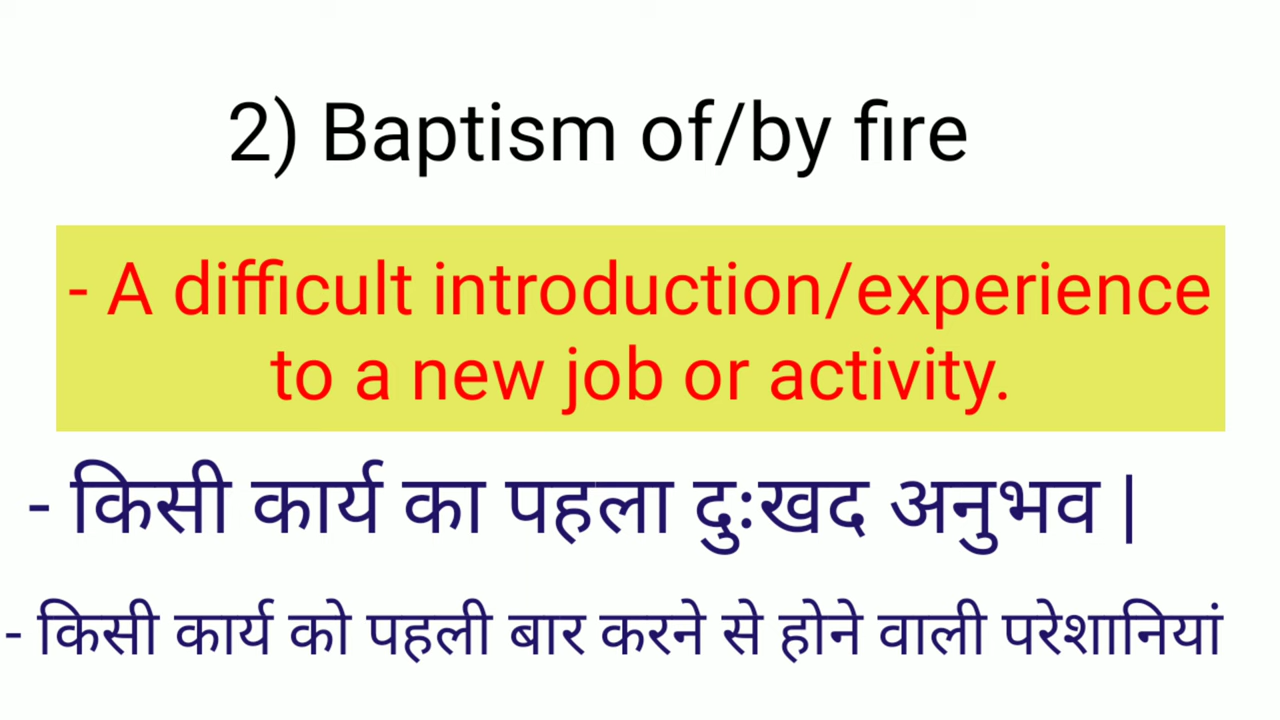 2) Baptism of/by fire
- A difficult introduction/experience
to a new job or activity.
- किसी कार्य का पहला दुःखद अनुभव |
- किसी कार्य को पहली बार करने से होने वाली परेशानियां